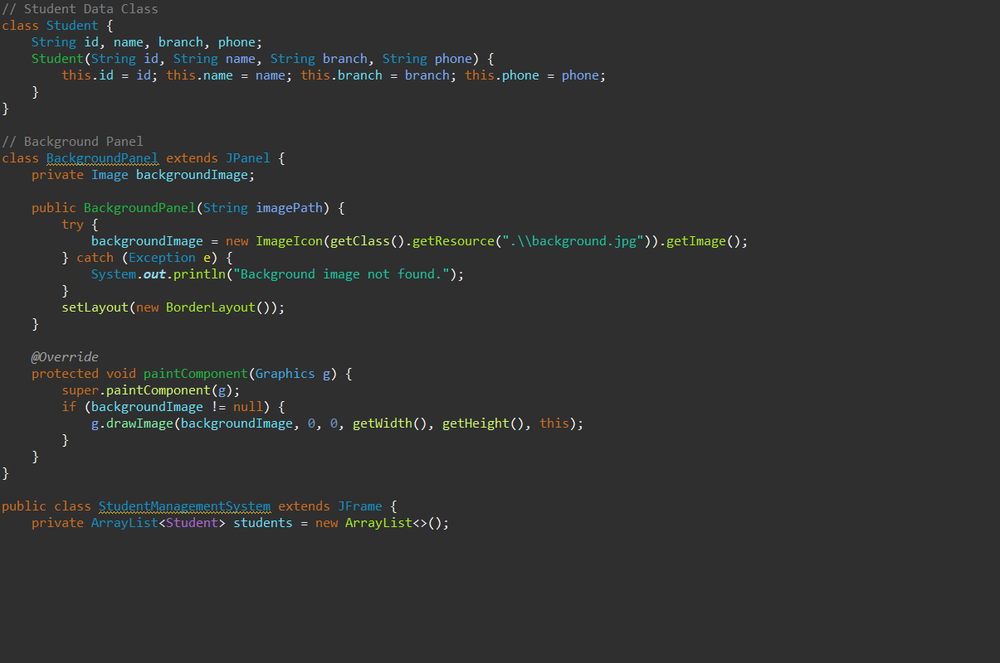 // Student Data Class
class Student {
    String id, name, branch, phone;
    Student(String id, String name, String branch, String phone) {
        this.id = id; this.name = name; this.branch = branch; this.phone = phone;
    }
}

// Background Panel
class BackgroundPanel extends JPanel {
    private Image backgroundImage;

    public BackgroundPanel(String imagePath) {
        try {
            backgroundImage = new ImageIcon(getClass().getResource(".\\background.jpg")).getImage();
        } catch (Exception e) {
            System.out.println("Background image not found.");
        }
        setLayout(new BorderLayout());
    }

    @Override
    protected void paintComponent(Graphics g) {
        super.paintComponent(g);
        if (backgroundImage != null) {
            g.drawImage(backgroundImage, 0, 0, getWidth(), getHeight(), this);
        }
    }
}

public class StudentManagementSystem extends JFrame {
    private ArrayList<Student> students = new ArrayList<>();